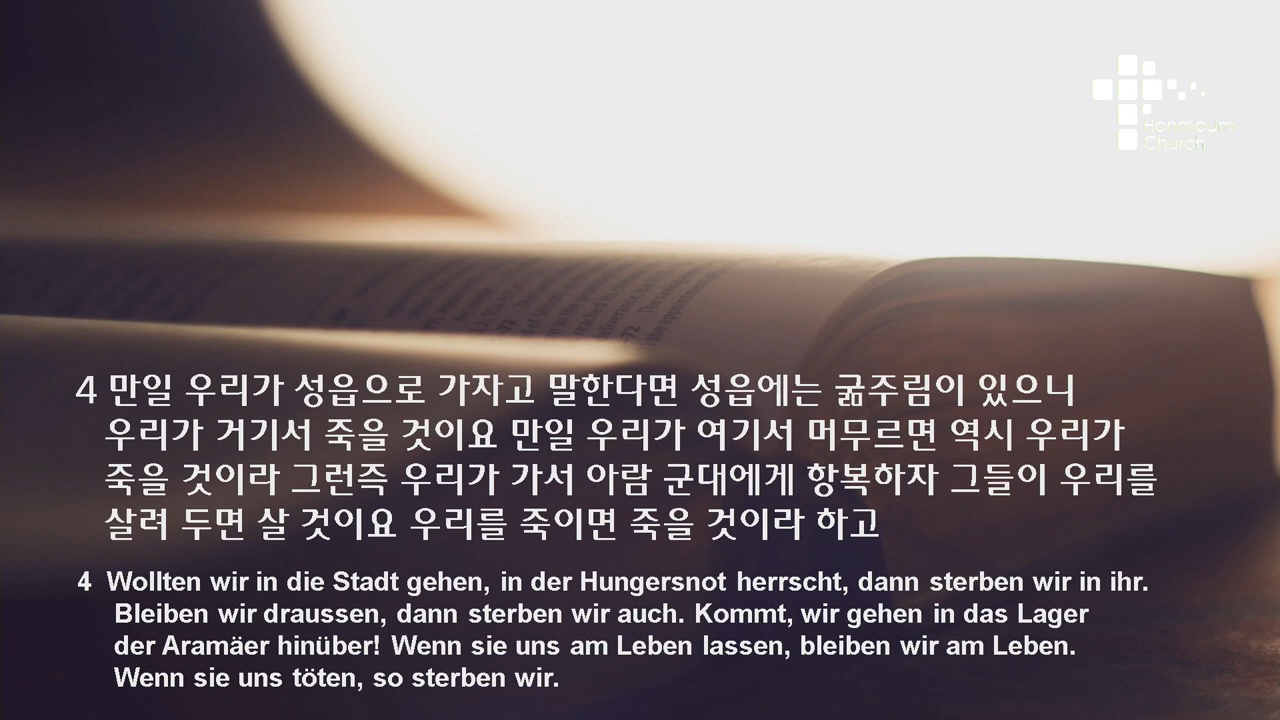 Hanmaum
Church
4 만일 우리가 성읍으로 가자고 말한다면 성읍에는 굶주림이 있으니
우리가 거기서 죽을 것이요 만일 우리가 여기서 머무르면 역시 우리가
죽을 것이라 그런즉 우리가 가서 아람 군대에게 항복하자 그들이 우리를
살려 두면 살 것이요 우리를 죽이면 죽을 것이라 하고
4 Wollten wir in die Stadt gehen, in der Hungersnot herrscht, dann sterben wir in ihr.
Bleiben wir draussen, dann sterben wir auch. Kommt, wir gehen in das Lager
der Aramäer hinüber! Wenn sie uns am Leben lassen, bleiben wir am Leben.
Wenn sie uns töten, so sterben wir.